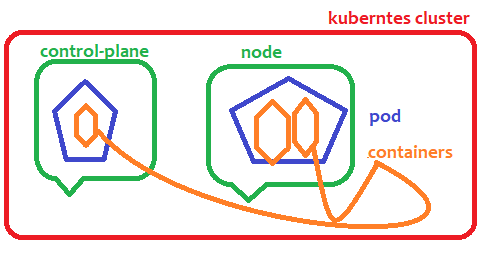 kuberntes cluster
control-plane
node
pod
containers